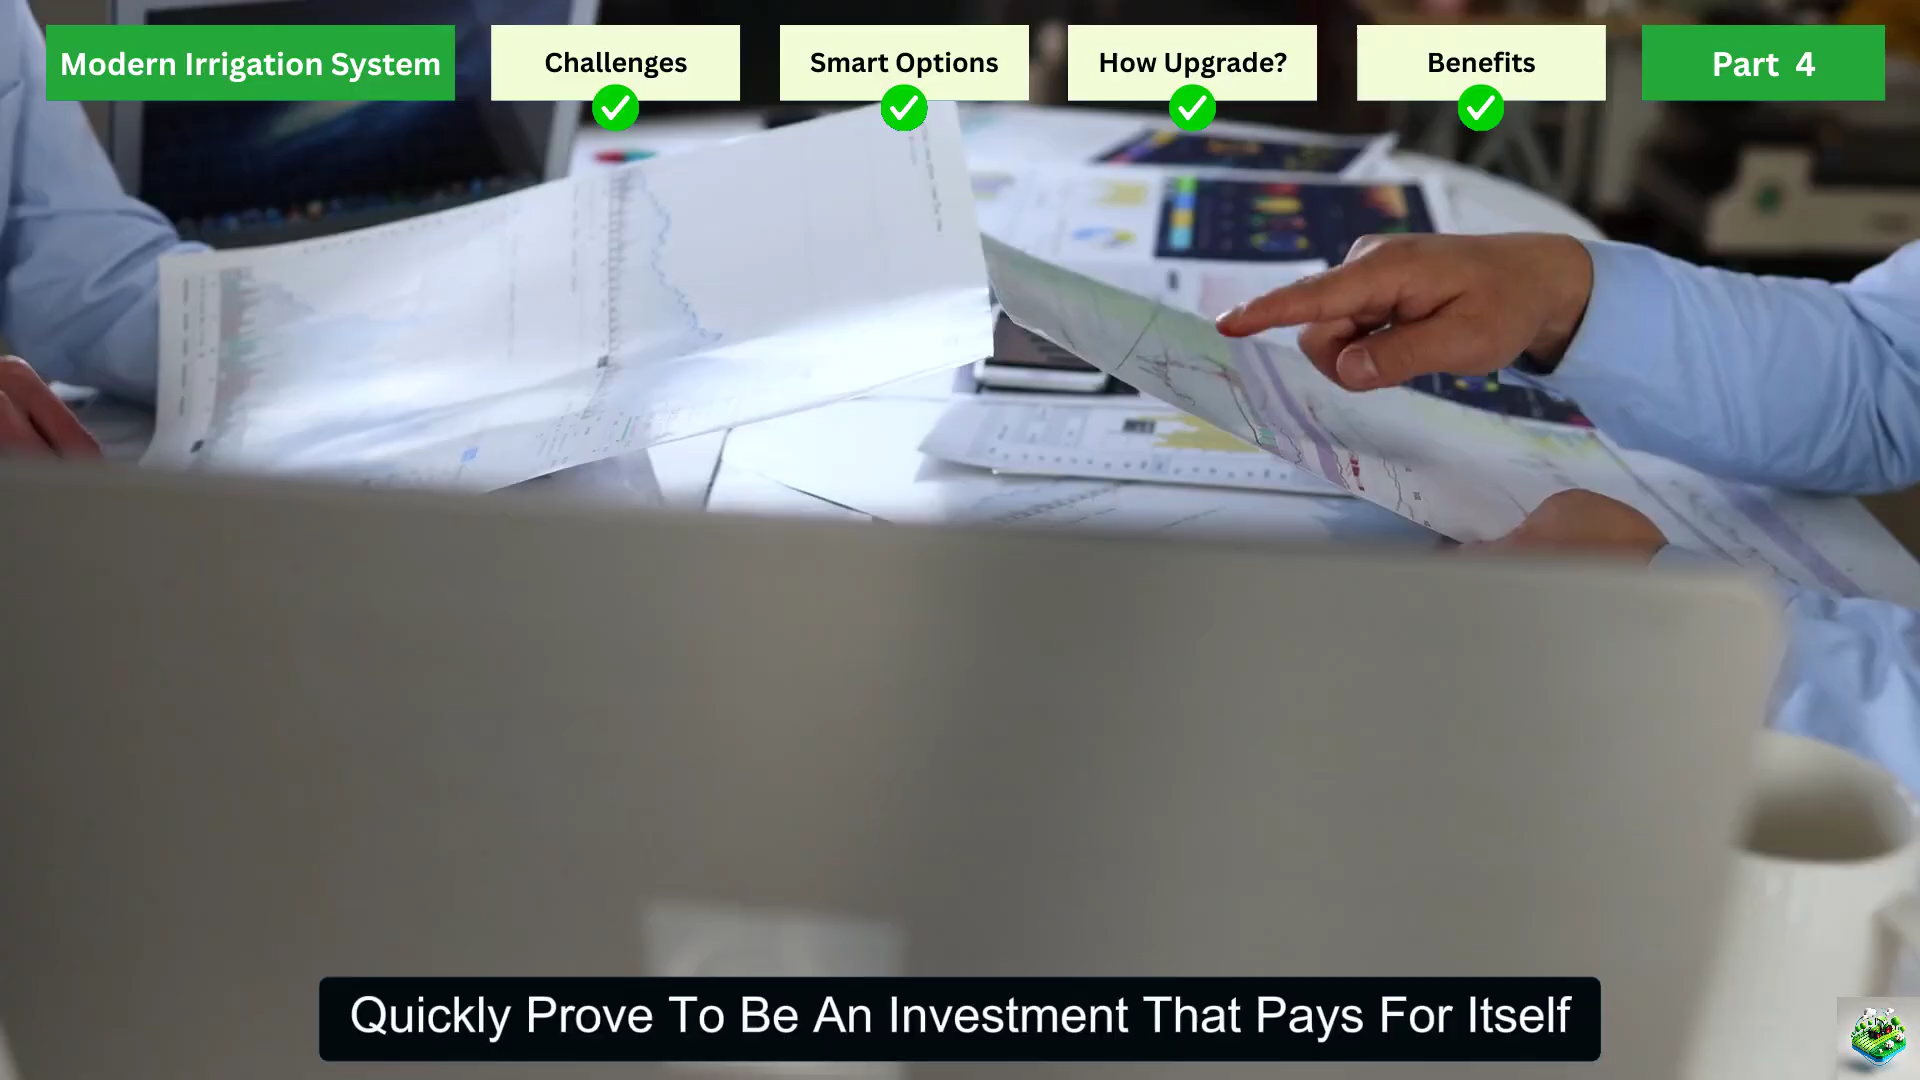 Modern Irrigation System
Challenges
Smart Options
How Upgrade?
Benefits
Part 4
Quickly Prove To Be An Investment That Pays For Itself